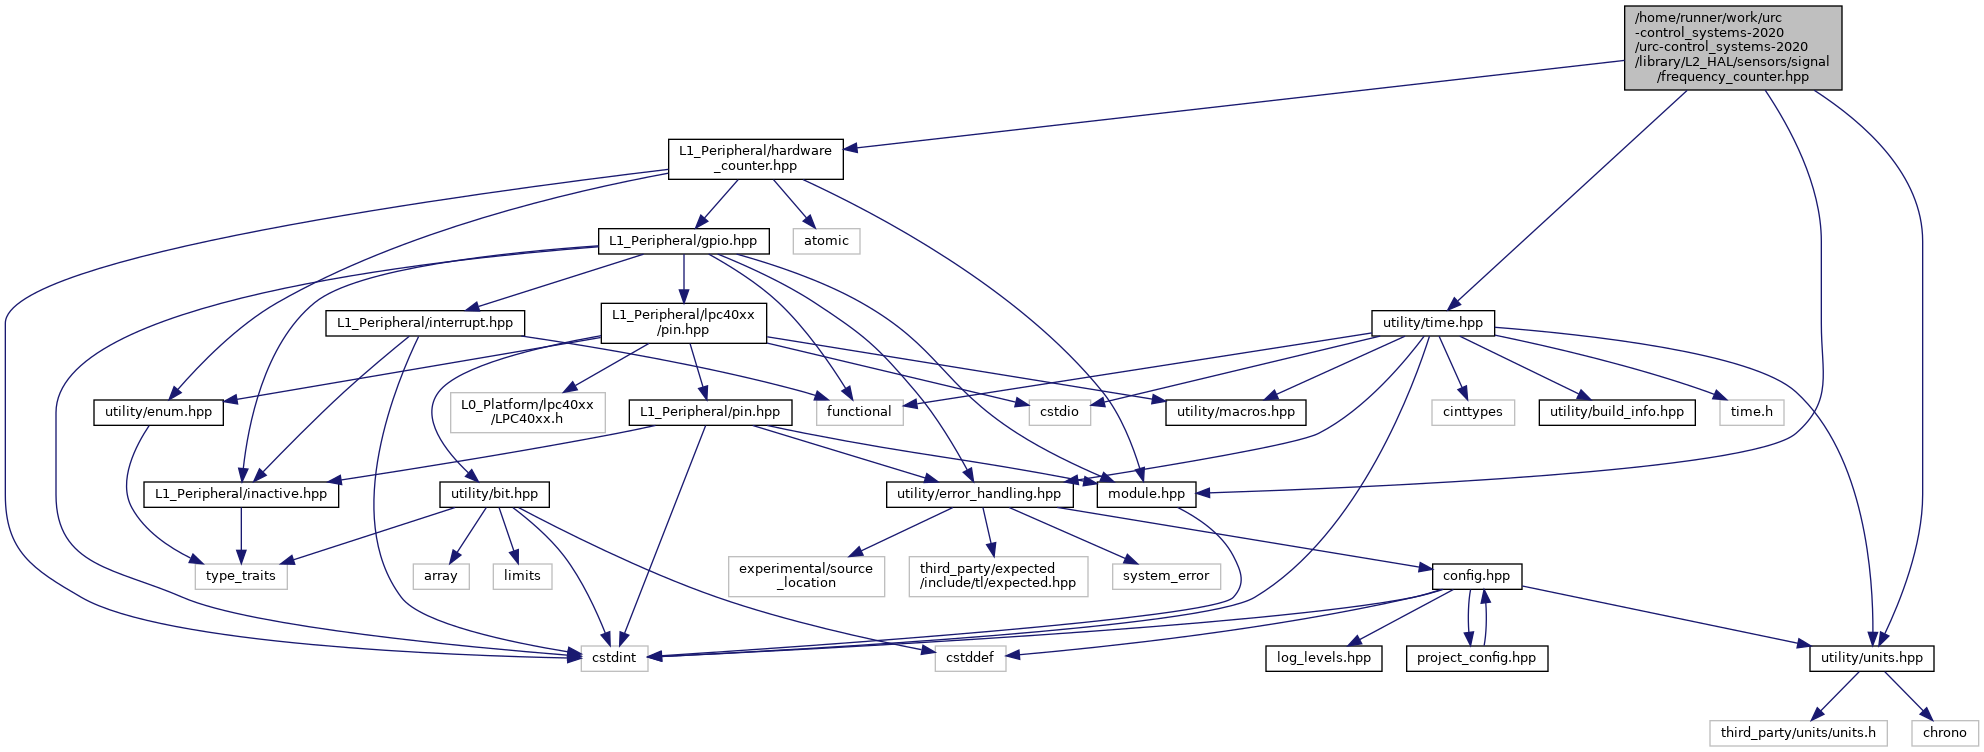 /home/runner/work/urc
-control_systems-2020
/urc-control_systems-2020
/library/L2_HAL/sensors/signal
/frequency_counter.hpp
L1_Peripheral/hardware
_counter.hpp
L1_Peripheral/gpio.hpp
atomic
L1_Peripheral/interrupt.hpp
L1_Peripheral/lpc40xx
/pin.hpp
utility/time.hpp
utility/enum.hpp
L0_Platform/lpc40xx
/LPC40xx.h
L1_Peripheral/pin.hpp
functional
cstdio
utility/macros.hpp
cinttypes
utility/build_info.hpp
time.h
L1_Peripheral/inactive.hpp
utility/bit.hpp
utility/error_handling.hpp
module.hpp
type_traits
array
limits
experimental/source
_location
third_party/expected
/include/tl/expected.hpp
system_error
config.hpp
cstdint
cstddef
log_levels.hpp
project_config.hpp
utility/units.hpp
third_party/units/units.h
chrono